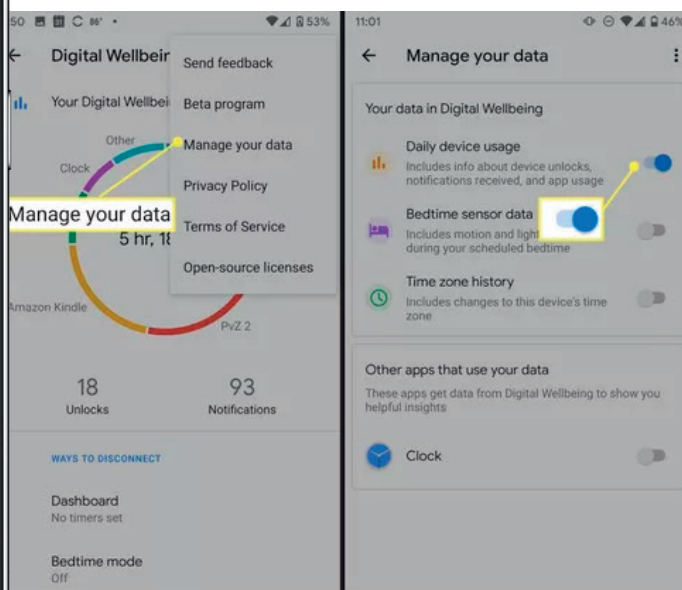 50 C 86° • 53%
Digital Wellbein
Send feedback
Your Digital Wellbei
Beta program
Other
Manage your data
Clock
Privacy Policy
Manage your data
Terms of Service
5 hr, 18
Open-source licenses
Amazon Kindle
PvZ 2
18
Unlocks
93
Notifications
WAYS TO DISCONNECT
Dashboard
No timers set
Bedtime mode
Off
11:01 46%
Manage your data
Your data in Digital Wellbeing
Daily device usage
Includes info about device unlocks,
notifications received, and app usage
Bedtime sensor data
Includes motion and light
during your scheduled bedtime
Time zone history
Includes changes to this device's time
zone
Other apps that use your data
These apps get data from Digital Wellbeing to show you
helpful insights
Clock